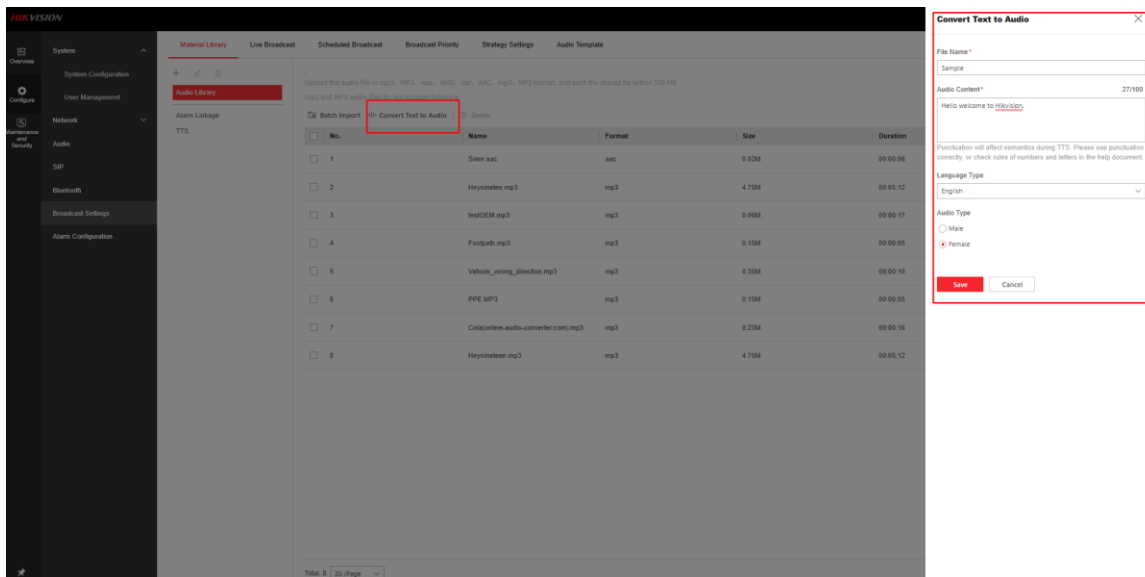 HIKVISION
Overview
Configure
Maintenance
and
Security
System
System Configuration
User Management
Network
Audio
SIP
Bluetooth
Broadcast Settings
Alarm Configuration
Material Library Live Broadcast Scheduled Broadcast Broadcast Priority Strategy Settings Audio Template
Audio Library
Alarm Linkage
TTS
Upload the audio file in mp3, MP3, wav, WAV, aac, AAC, mp2, MP2 format, and each file should be within 320 MB.
mp2 and MP2 audio files do not support listening.
Batch Import Convert Text to Audio Delete
No. Name Format Size Duration
1 Siren.aac aac 0.02M 00:00:06
2 Heyninetee.mp3 mp3 4.75M 00:05:12
3 testOEM.mp3 mp3 0.06M 00:00:17
4 Footpath.mp3 mp3 0.15M 00:00:05
5 Vehicle_wrong_direction.mp3 mp3 0.35M 00:00:10
6 PPE.MP3 mp3 0.15M 00:00:05
7 Cola(online-audio-converter.com).mp3 mp3 0.23M 00:00:16
8 Heynineteen.mp3 mp3 4.75M 00:05:12
Total: 8 20 /Page
Convert Text to Audio
File Name*
Sample
Audio Content* 27/100
Hello welcome to Hikvision.
Punctuation will affect semantics during TTS. Please use punctuation
correctly, or check rules of numbers and letters in the help document.
Language Type
English
Audio Type
Male
Female
Save Cancel